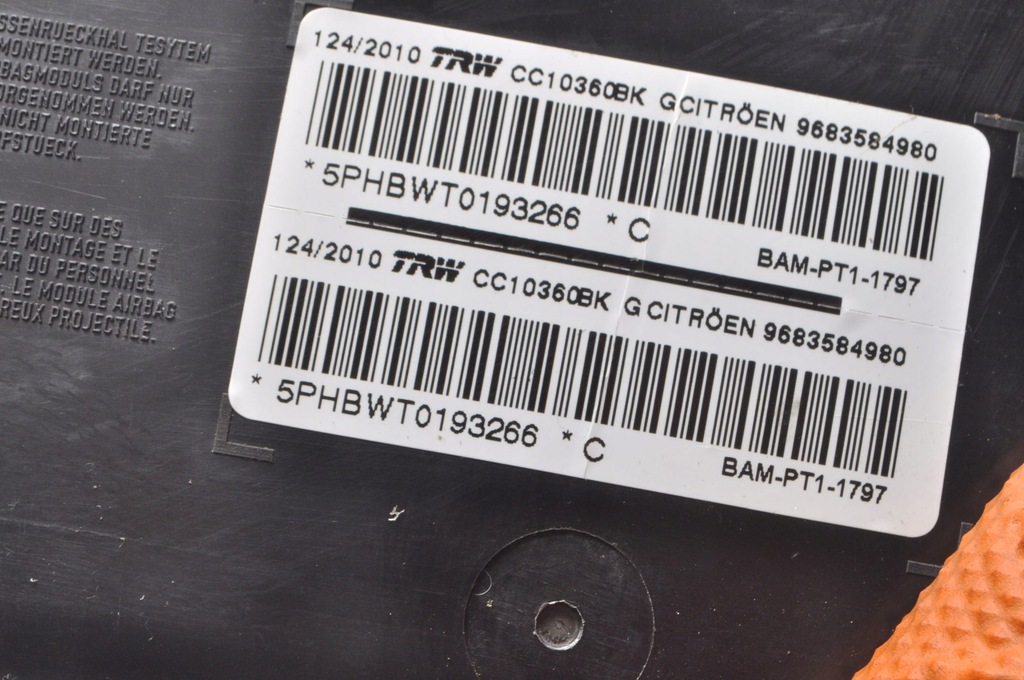 SSENRUECKHAL TESYTEM
MONTIERT WERDEN.
BAGMODULS DARF NUR
ORGENOMMEN WERDEN.
NICHT MONTIERTE
FSTUECK.
E QUE SUR DES
LE MONTAGE ET LE
AR DU PERSONNEL
LE MODULE AIRBAG
REUX PROJECTILE.
124/2010 TRW CC10360BK G CITRÖEN 9683584980
* 5PHBWT0193266 * C
BAM-PT1-1797
124/2010 TRW CC10360BK G CITRÖEN 9683584980
* 5PHBWT0193266 * C
BAM-PT1-1797